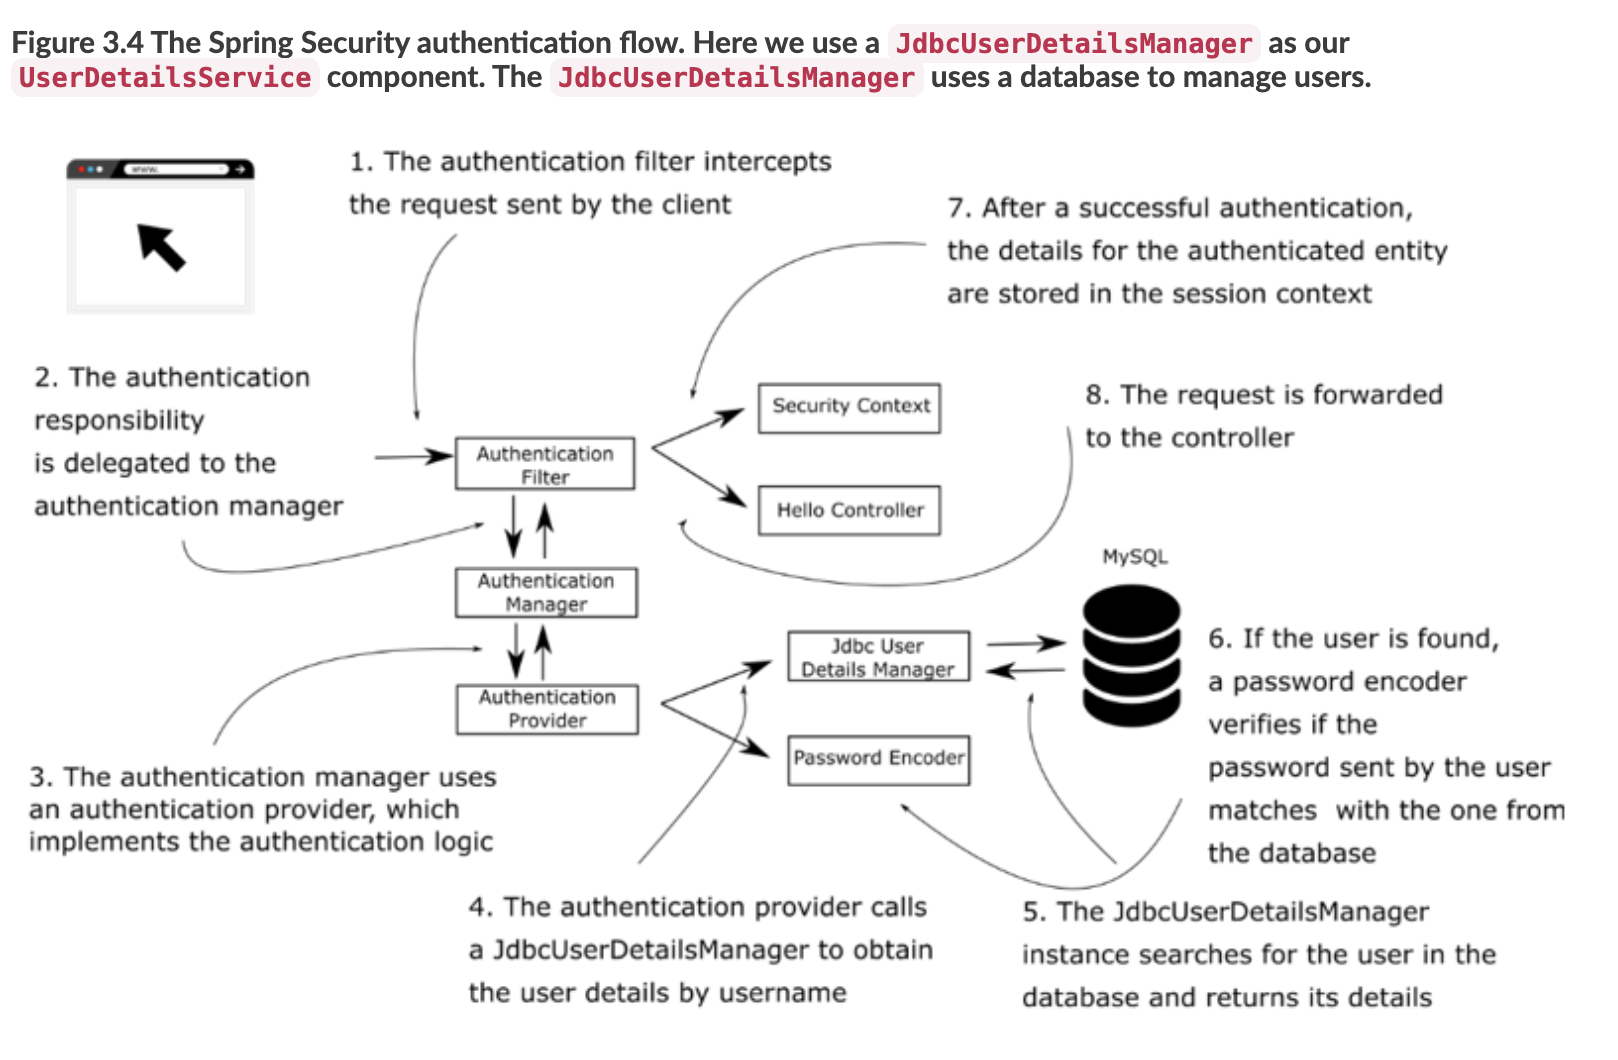 Figure 3.4 The Spring Security authentication flow. Here we use a JdbcUserDetailsManager as our
UserDetailsService component. The JdbcUserDetailsManager uses a database to manage users.
www.
1. The authentication filter intercepts
the request sent by the client
7. After a successful authentication,
the details for the authenticated entity
are stored in the session context
2. The authentication
responsibility
is delegated to the
authentication manager
Security Context
8. The request is forwarded
to the controller
Authentication
Filter
Hello Controller
MySQL
Authentication
Manager
Jdbc User
Details Manager
6. If the user is found,
a password encoder
verifies if the
password sent by the user
matches  with the one from
the database
Authentication
Provider
Password Encoder
3. The authentication manager uses
an authentication provider, which
implements the authentication logic
4. The authentication provider calls
a JdbcUserDetailsManager to obtain
the user details by username
5. The JdbcUserDetailsManager
instance searches for the user in the
database and returns its details